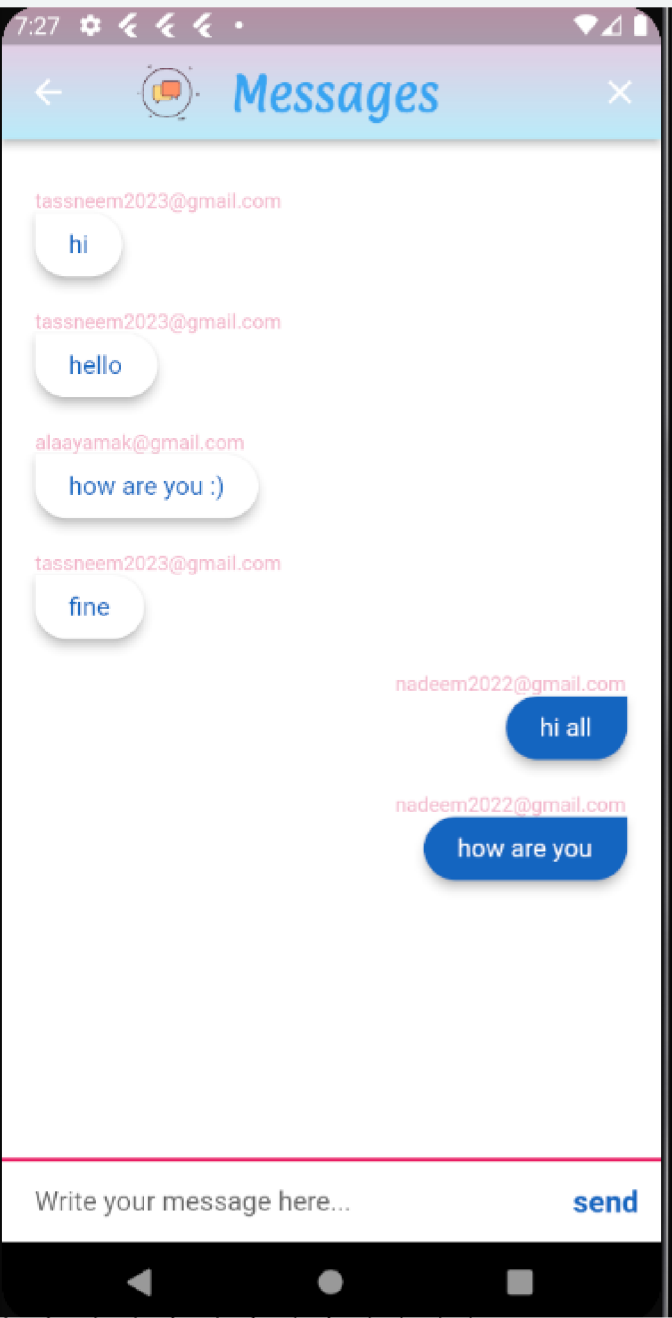 7:27
Messages
tassneem2023@gmail.com
hi
tassneem2023@gmail.com
hello
alaayamak@gmail.com
how are you :)
tassneem2023@gmail.com
fine
nadeem2022@gmail.com
hi all
nadeem2022@gmail.com
how are you
Write your message here...
send